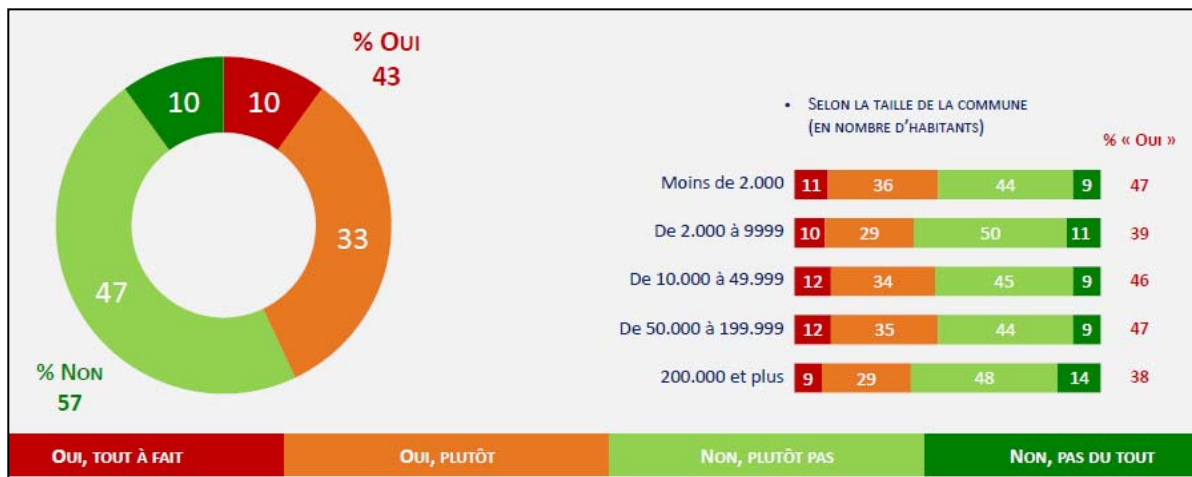 % OUI
43
10
10
33
47
% NON
57
• SELON LA TAILLE DE LA COMMUNE
(EN NOMBRE D'HABITANTS)
% « OUI »
Moins de 2.000 11 36 44 9 47
De 2.000 à 9999 10 29 50 11 39
De 10.000 à 49.999 12 34 45 9 46
De 50.000 à 199.999 12 35 44 9 47
200.000 et plus 9 29 48 14 38
OUI, TOUT À FAIT OUI, PLUTÔT NON, PLUTÔT PAS NON, PAS DU TOUT